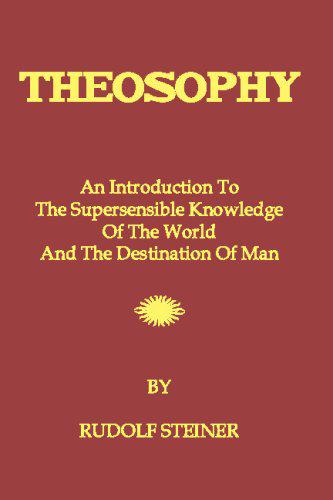 THEOSOPHY
An Introduction To
The Supersensible Knowledge
Of The World
And The Destination Of Man
BY
RUDOLF STEINER